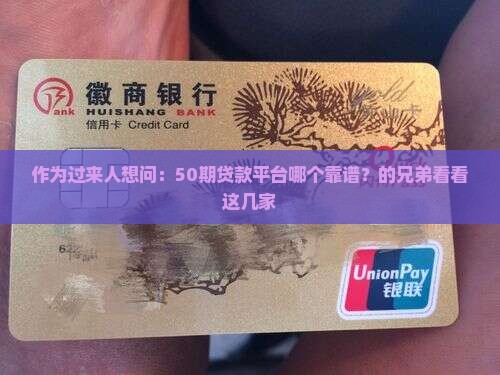 徽商银行
HUISHANG BANK
信用卡 Credit Card
作为过来人想问：50期贷款平台哪个靠谱？的兄弟看看
这几家
UnionPay
银联